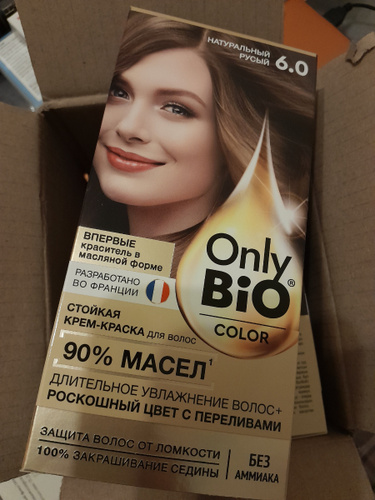 НАТУРАЛЬНЫЙ
РУСЫЙ 6.0
ВПЕРВЫЕ
краситель в
масляной форме
РАЗРАБОТАНО
ВО ФРАНЦИИ
Only
BiO®
COLOR
СТОЙКАЯ
КРЕМ-КРАСКА для волос
90% МАСЕЛ¹
ДЛИТЕЛЬНОЕ УВЛАЖНЕНИЕ ВОЛОС+
РОСКОШНЫЙ ЦВЕТ С ПЕРЕЛИВАМИ
ЗАЩИТА ВОЛОС ОТ ЛОМКОСТИ
100% ЗАКРАШИВАНИЕ СЕДИНЫ
БЕЗ
АММИАКА